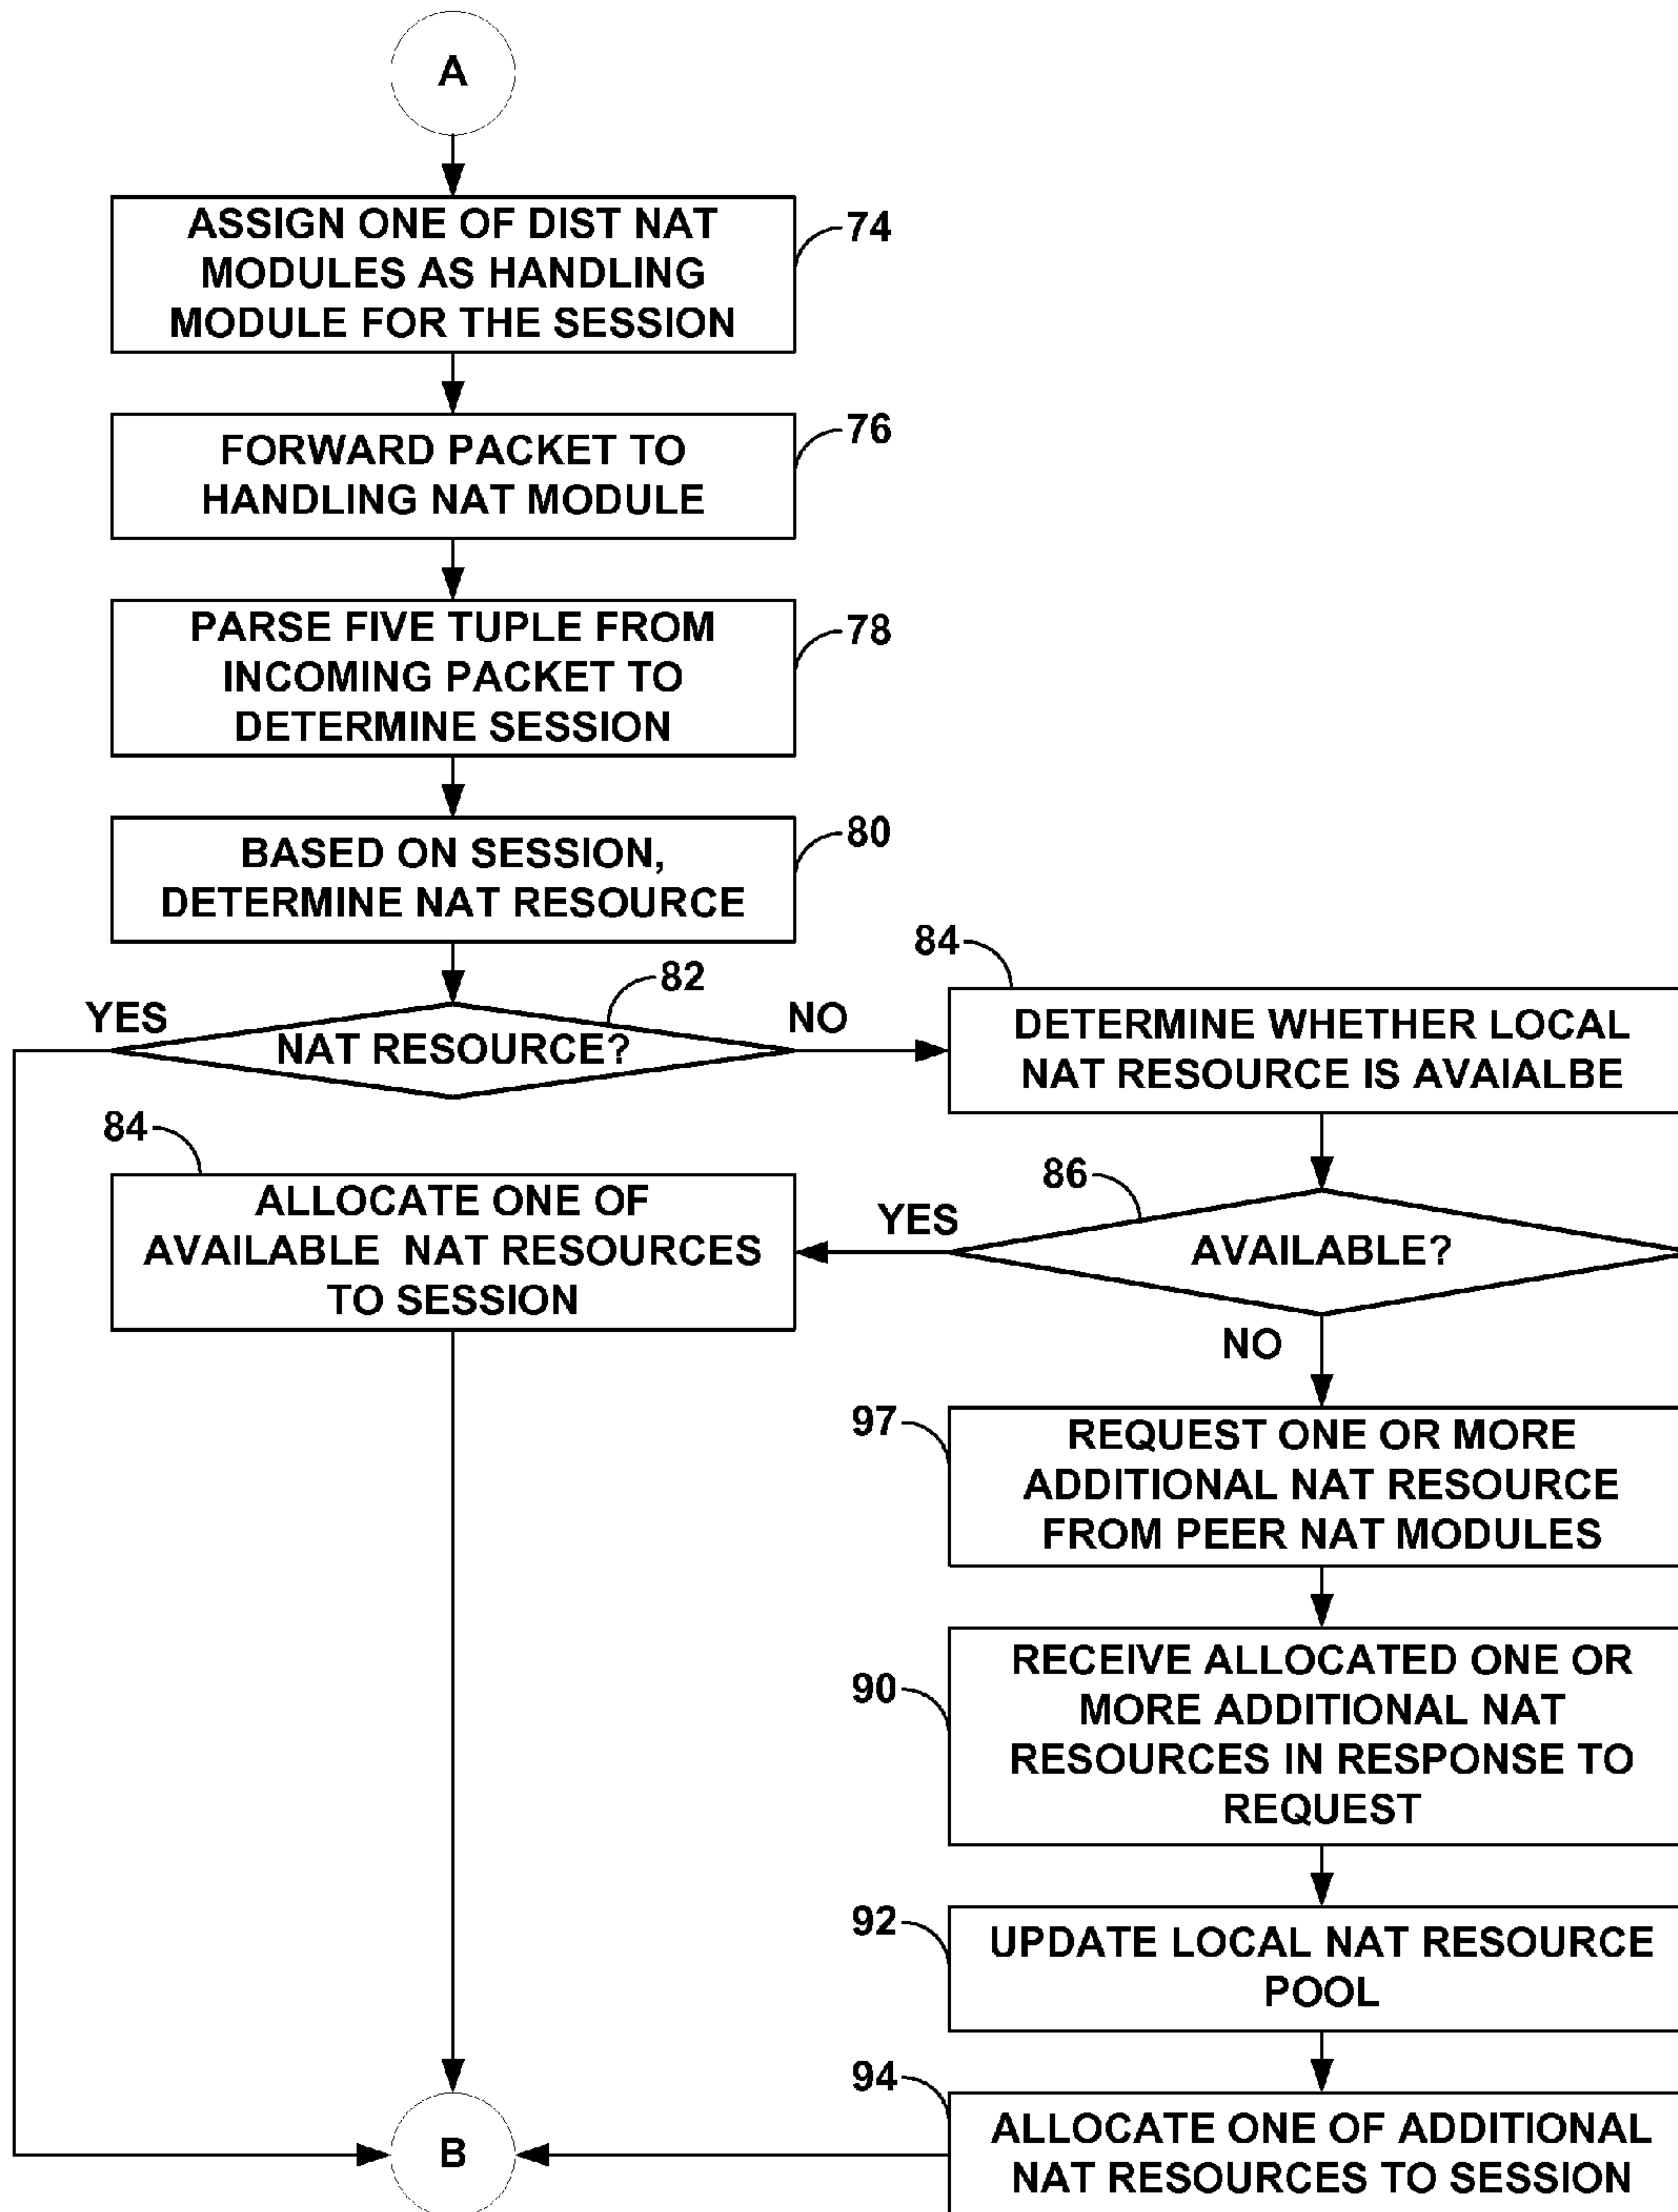 A
ASSIGN ONE OF DIST NAT
MODULES AS HANDLING
MODULE FOR THE SESSION
74
FORWARD PACKET TO
HANDLING NAT MODULE
76
PARSE FIVE TUPLE FROM
INCOMING PACKET TO
DETERMINE SESSION
78
BASED ON SESSION,
DETERMINE NAT RESOURCE
80
82
YES
NAT RESOURCE?
NO
84
DETERMINE WHETHER LOCAL
NAT RESOURCE IS AVAIALBE
84
ALLOCATE ONE OF
AVAILABLE NAT RESOURCES
TO SESSION
86
YES
AVAILABLE?
NO
97
REQUEST ONE OR MORE
ADDITIONAL NAT RESOURCE
FROM PEER NAT MODULES
90
RECEIVE ALLOCATED ONE OR
MORE ADDITIONAL NAT
RESOURCES IN RESPONSE TO
REQUEST
92
UPDATE LOCAL NAT RESOURCE
POOL
94
ALLOCATE ONE OF ADDITIONAL
NAT RESOURCES TO SESSION
B